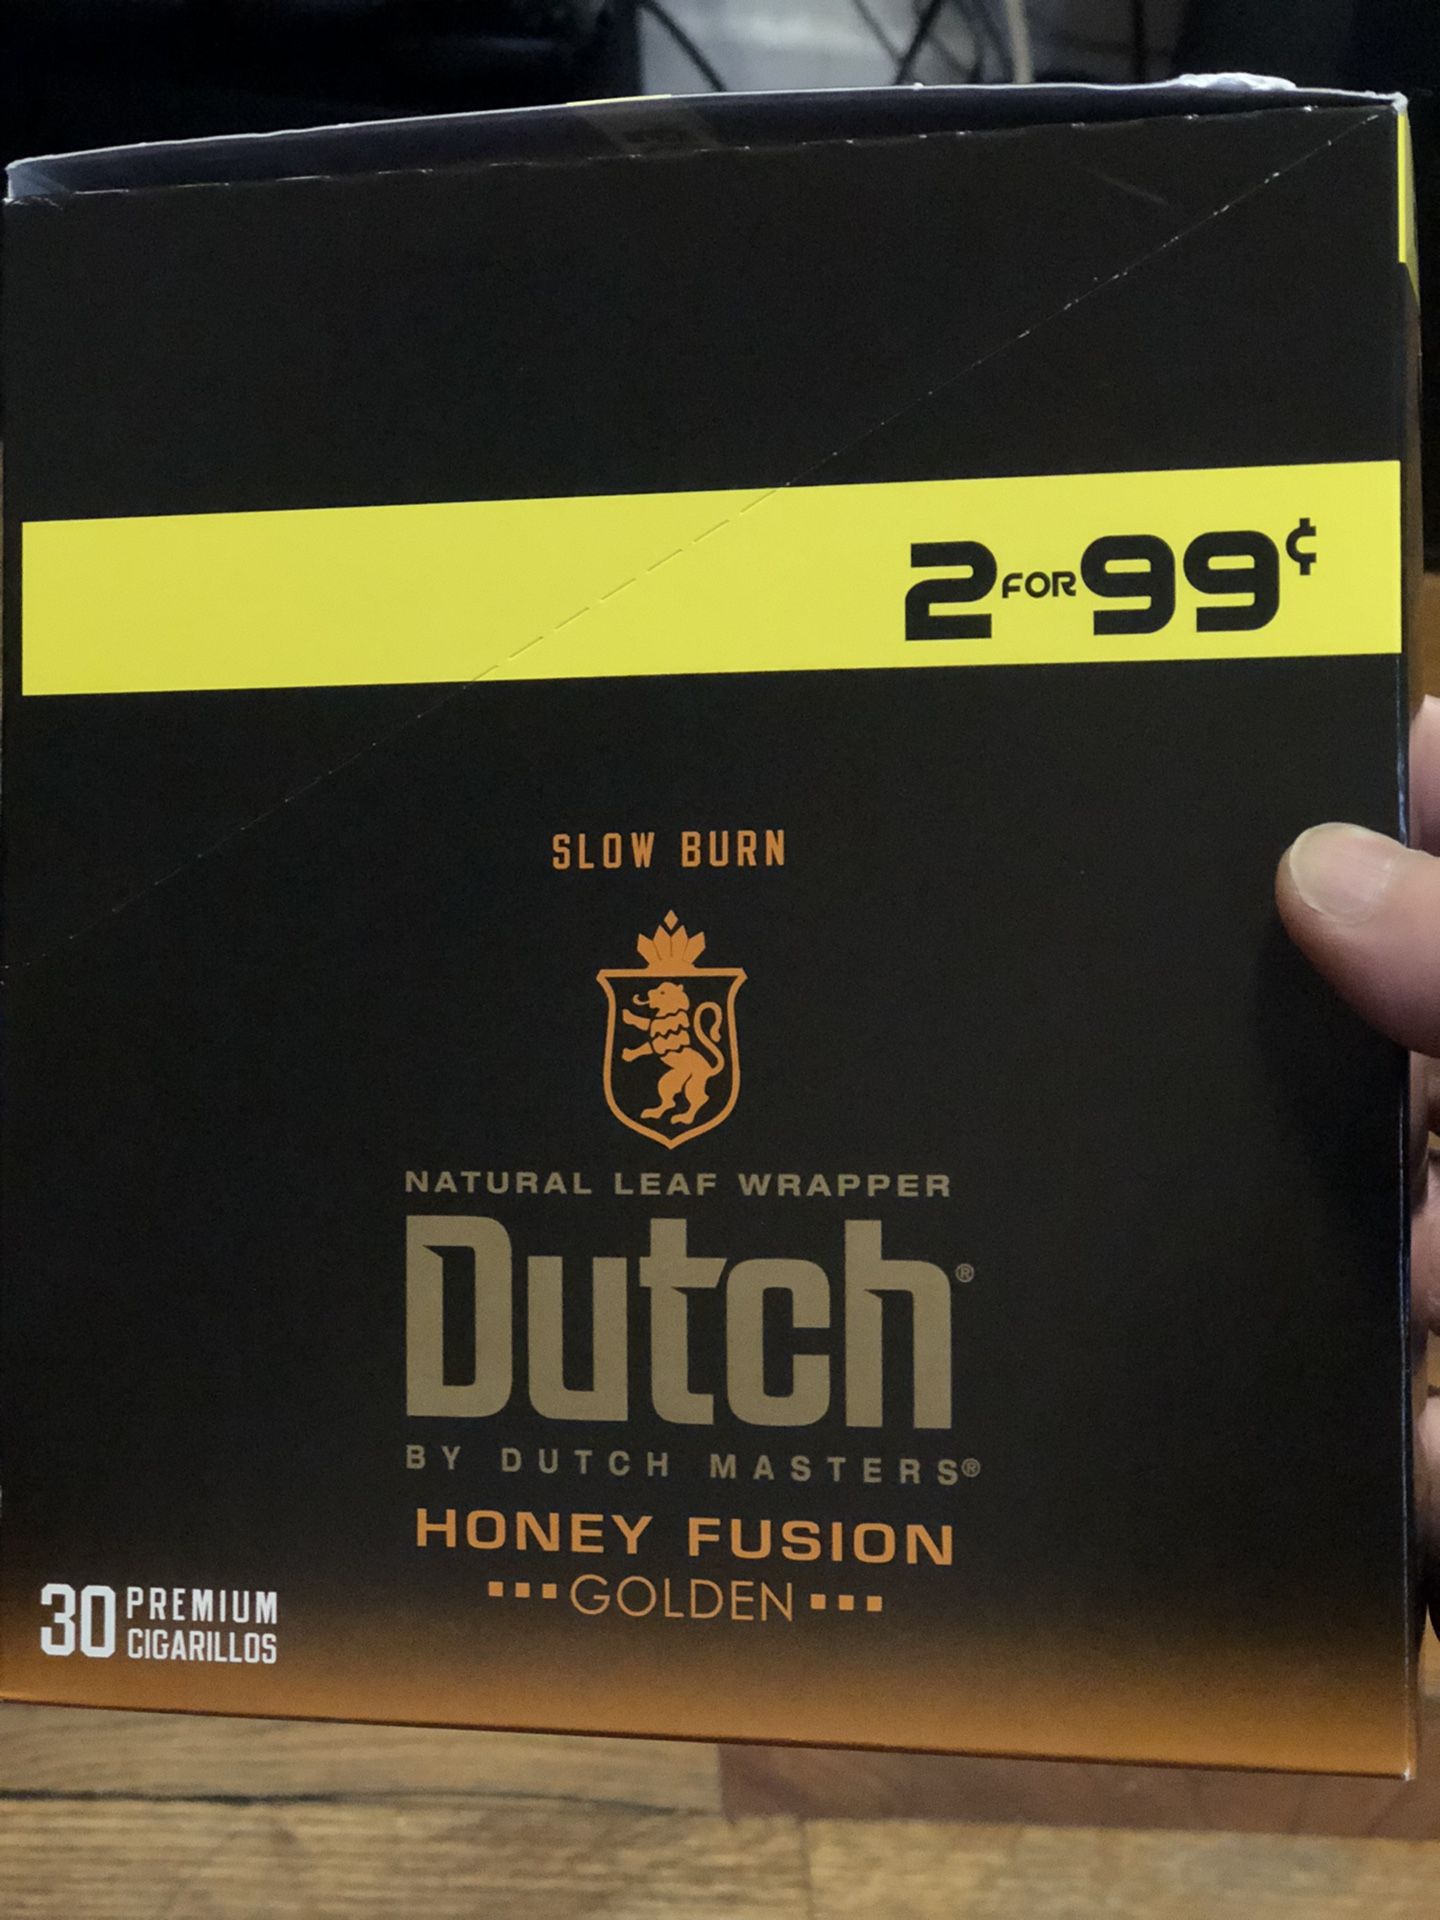 2 FOR 99¢
SLOW BURN
NATURAL LEAF WRAPPER
Dutch®
BY DUTCH MASTERS®
HONEY FUSION
GOLDEN
30 PREMIUM
CIGARILLOS